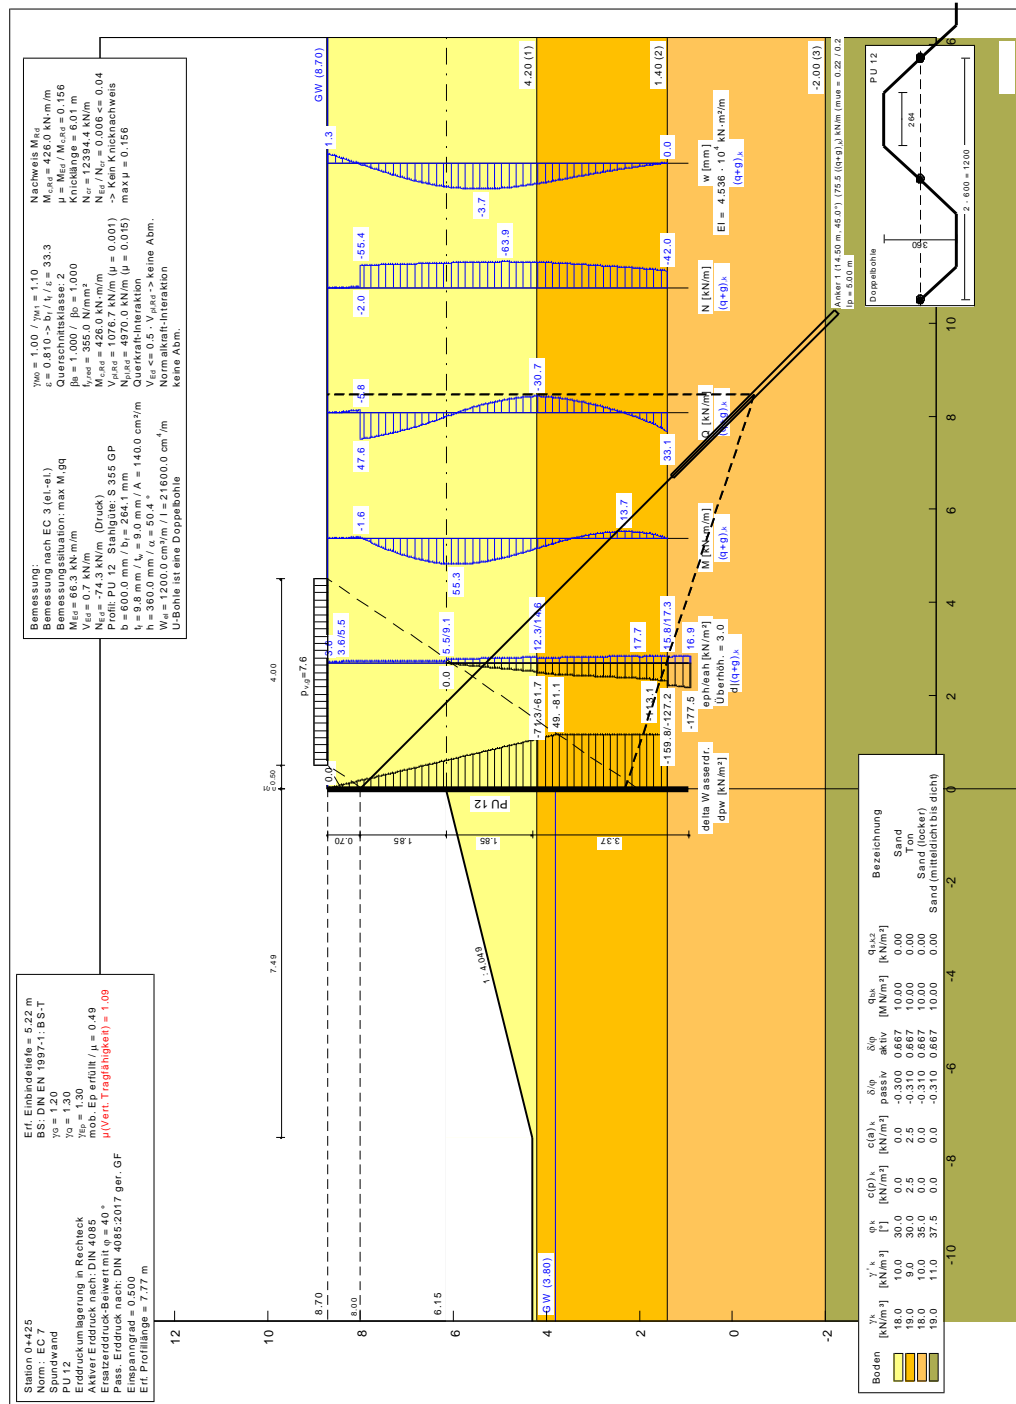 Station 0+425
Norm: EC 7
Spundwand
PU 12
Erddruckumlagerung in Rechteck
Aktiver Erddruck nach: DIN 4085
Ersatzerddruck-Beiwert mit φ = 40°
Pass. Erddruck nach: DIN 4085:2017 ger. GF
Einspanngrad = 0.500
Erf. Profillänge = 7.77 m
Erf. Einbindetiefe = 5.22 m
BS: DIN EN 1997-1: BS-T
γG = 1.20
γQ = 1.30
γEp = 1.30
mob. Ep erfüllt / μ = 0.49
μ(Vert. Tragfähigkeit) = 1.09
Bemessung:
Bemessung nach EC 3 (el.-el.)
Bemessungssituation: max M,gq
MEd = 66.3 kN·m/m
VEd = 0.7 kN/m
NEd = -74.3 kN/m (Druck)
Profil: PU 12 Stahlgüte: S 355 GP
b = 600.0 mm / bf = 264.1 mm
tf = 9.8 mm / tw = 9.0 mm / A = 140.0 cm²/m
h = 360.0 mm / α = 50.4 °
Wel = 1200.0 cm³/m / I = 21600.0 cm⁴/m
U-Bohle ist eine Doppelbohle
γM0 = 1.00 / γM1 = 1.10
ε = 0.810 -> bf / tf / ε = 33.3
Querschnittsklasse: 2
βB = 1.000 / βD = 1.000
fy,red = 355.0 N/mm²
Mc,Rd = 426.0 kN·m/m
Vpl,Rd = 1076.7 kN/m (μ = 0.001)
Npl,Rd = 4970.0 kN/m (μ = 0.015)
Querkraft-Interaktion
VEd <= 0.5 · Vpl,Rd -> keine Abm.
Normalkraft-Interaktion
keine Abm.
Nachweis MRd
Mc,Rd = 426.0 kN·m/m
μ = MEd / Mc,Rd = 0.156
Knicklänge = 6.01 m
Ncr = 12394.4 kN/m
NEd / Ncr = 0.006 <= 0.04
-> Kein Knicknachweis
max μ = 0.156
12
10
8
6
4
2
0
-2
8.70
8.00
6.15
GW (3.80)
7.49
1 : 4.049
0.50
4.00
pv,g=7.6
0.70
1.85
1.85
3.37
PU 12
0.0
49.
delta Wasserdr.
dpw [kN/m²]
3.6
3.6/5.5
5.5/9.1
-0.0
12.3/14.6
-71.3/-61.7
-81.1
17.7
-113.1
15.8/17.3
-159.8/-127.2
16.9
-177.5
eph/eah [kN/m²]
Überhöh. = 3.0
d|(q+g),k
-1.6
55.3
13.7
M [kN·m/m]
(q+g),k
-5.8
47.6
-30.7
33.1
Q [kN/m]
(q+g),k
-2.0
-55.4
-63.9
-42.0
N [kN/m]
(q+g),k
1.3
-3.7
0.0
w [mm]
(q+g),k
EI = 4.536 · 10⁴ kN·m²/m
GW (8.70)
4.20 (1)
1.40 (2)
-2.00 (3)
Anker 1 (14.50 m, 45.0°) (75.5 ((q+g),k) kN/m (mue = 0.22 / 0.2
lp = 5.00 m
Doppelbohle
PU 12
264
360
2 · 600 = 1200
-10
-8
-6
-4
-2
0
2
4
6
8
10
Boden γk [kN/m³] γ'k [kN/m³] φk [°] c(p)k [kN/m²] c(a)k [kN/m²] δ/φ passiv δ/φ aktiv qb,k [MN/m²] qs,k2 [kN/m²] Bezeichnung
18.0 10.0 30.0 0.0 0.0 -0.300 0.667 10.00 0.00 Sand
19.0 9.0 30.0 2.5 2.5 -0.310 0.667 10.00 0.00 Ton
18.0 10.0 35.0 0.0 0.0 -0.310 0.667 10.00 0.00 Sand (locker)
19.0 11.0 37.5 0.0 0.0 -0.310 0.667 10.00 0.00 Sand (mitteldicht bis dicht)